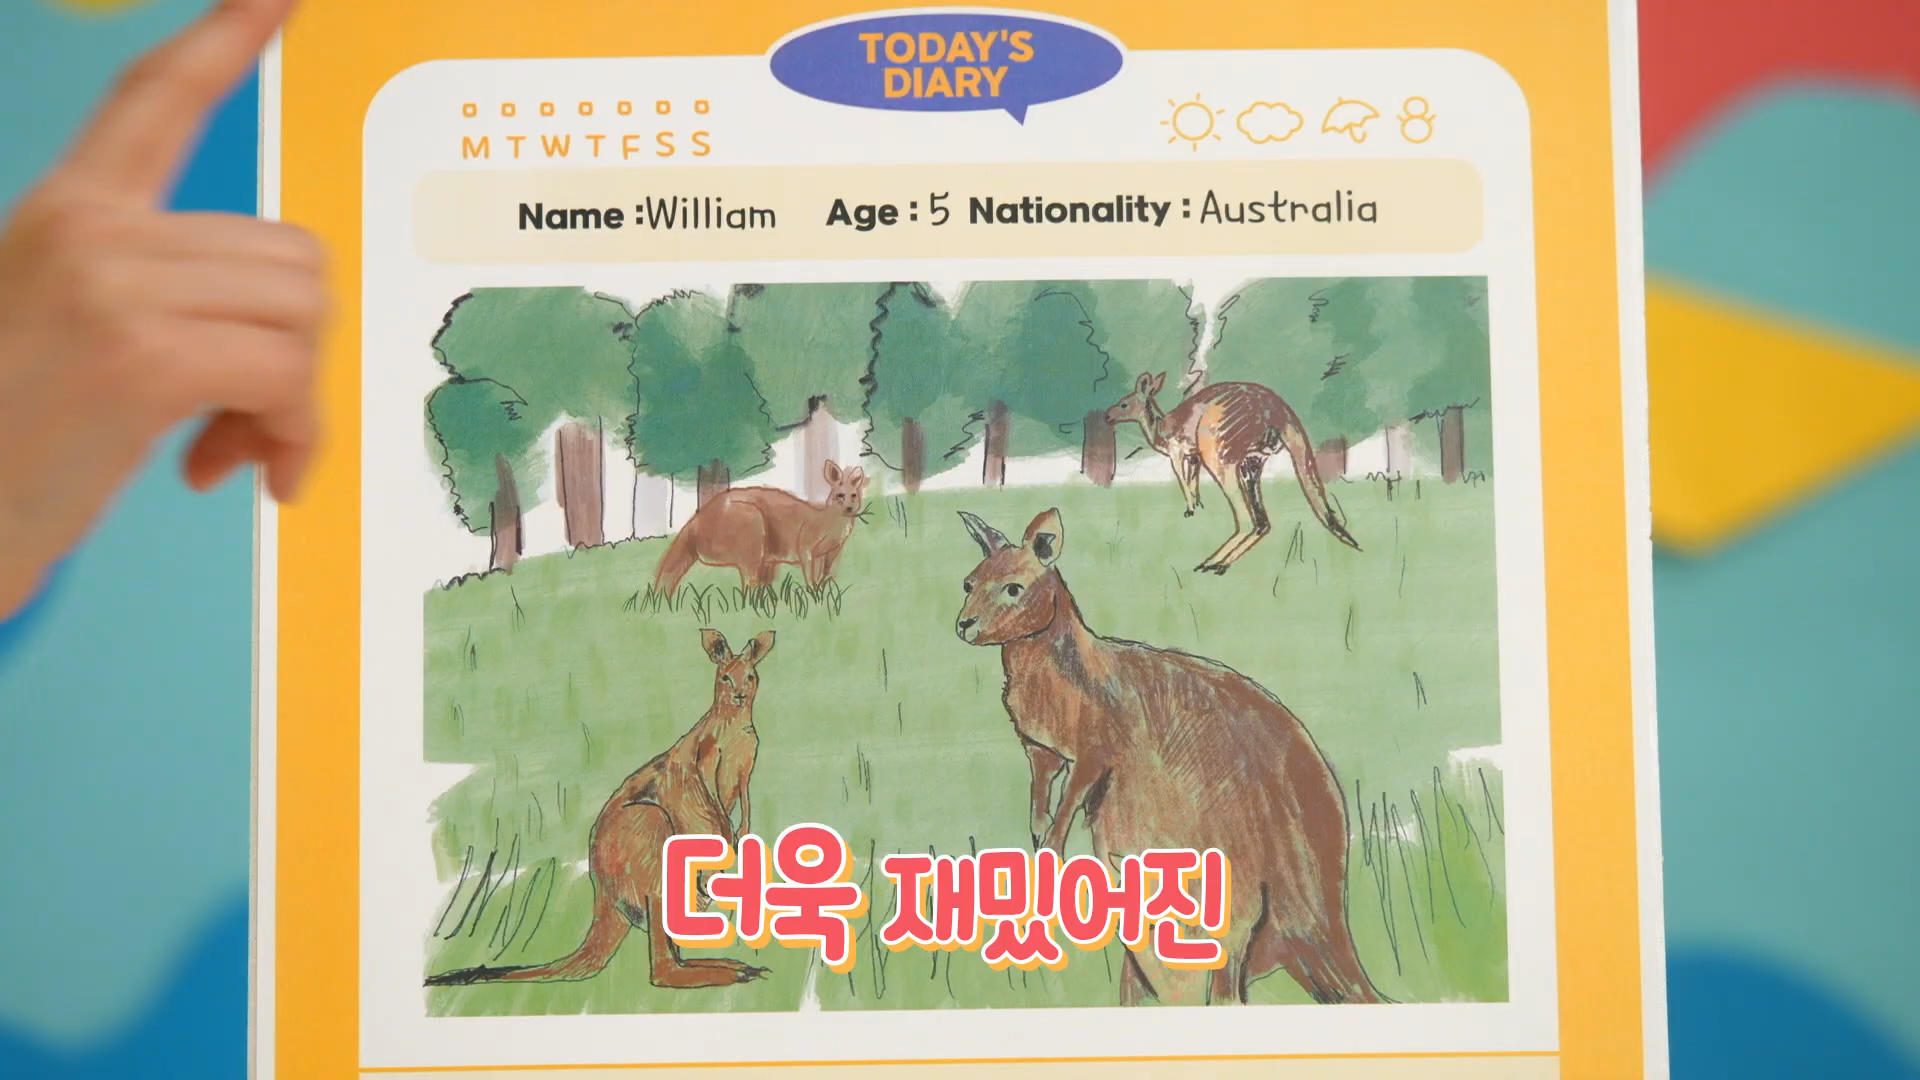 TODAY'S
DIARY
M T W T F S S
Name : William Age : 5 Nationality : Australia
더욱 재밌어진